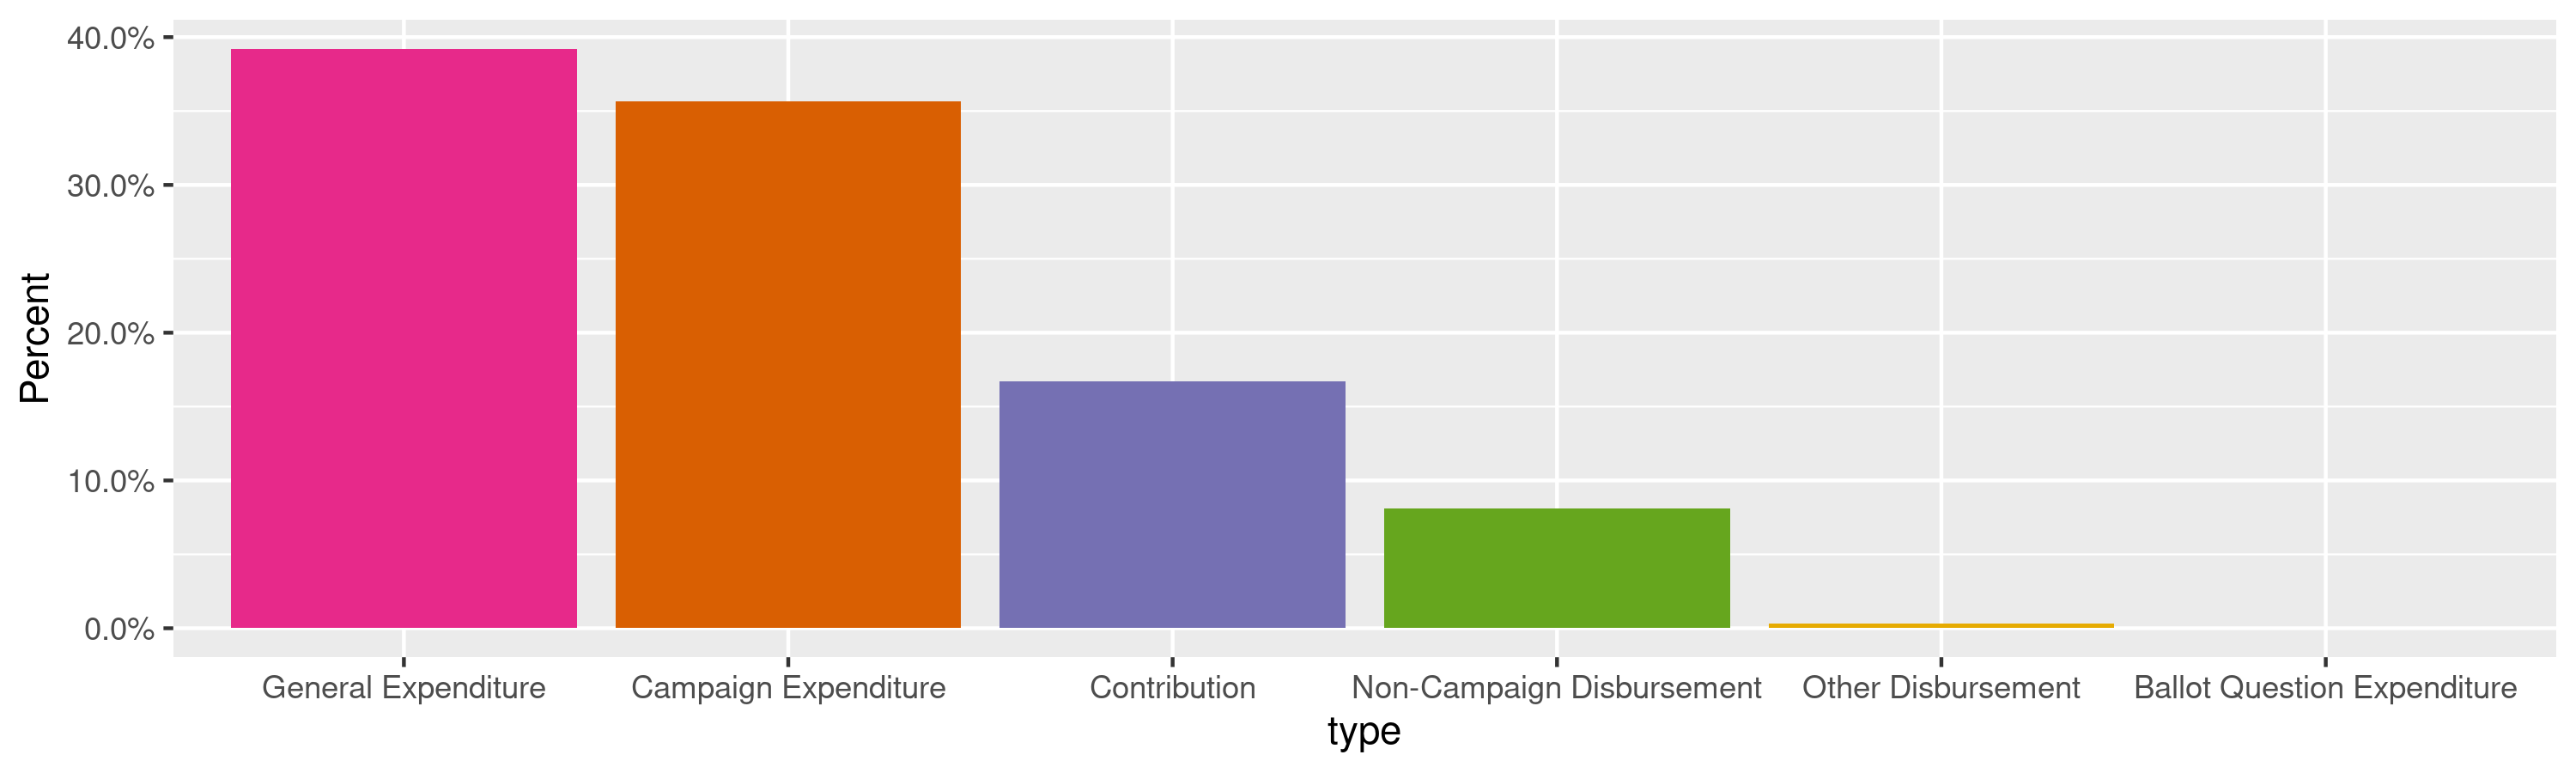 Percent
40.0%
30.0%
20.0%
10.0%
0.0%
General Expenditure
Campaign Expenditure
Contribution
Non-Campaign Disbursement
Other Disbursement
Ballot Question Expenditure
type